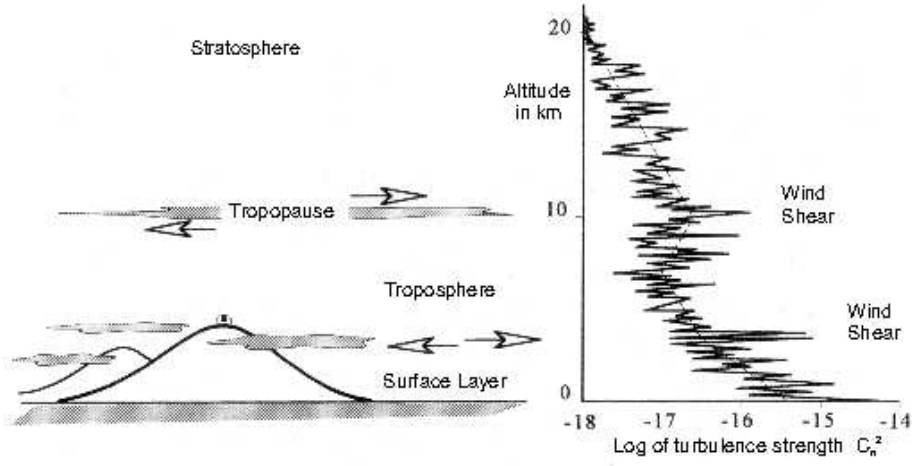 Stratosphere
Tropopause
Troposphere
Surface Layer
20
Altitude
in km
10
0
Wind
Shear
Wind
Shear
-18 -17 -16 -15 -14
Log of turbulence strength Cₙ²